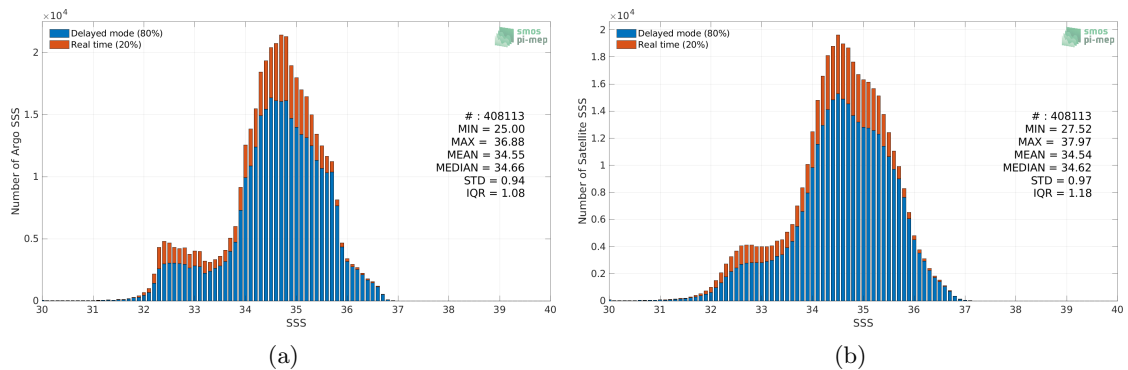 ×10⁴
Delayed mode (80%)
Real time (20%)
smos
pi-mep
2
1.5
1
0.5
0
Number of Argo SSS
# : 408113
MIN = 25.00
MAX = 36.88
MEAN = 34.55
MEDIAN = 34.66
STD = 0.94
IQR = 1.08
30 31 32 33 34 35 36 37 38 39 40
SSS
(a)
×10⁴
2
1.8
1.6
1.4
1.2
1
0.8
0.6
0.4
0.2
0
Number of Satellite SSS
Delayed mode (80%)
Real time (20%)
smos
pi-mep
# : 408113
MIN = 27.52
MAX = 37.97
MEAN = 34.54
MEDIAN = 34.62
STD = 0.97
IQR = 1.18
30 31 32 33 34 35 36 37 38 39 40
SSS
(b)